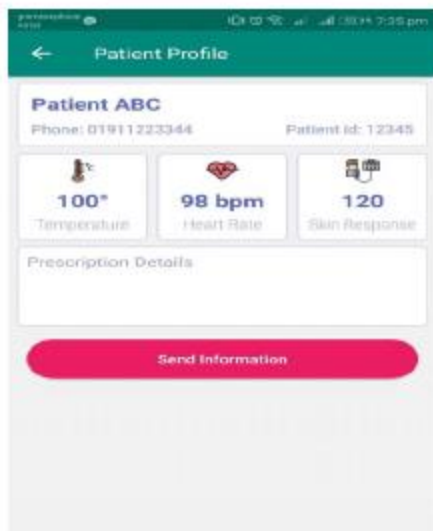 Patient Profile
Patient ABC
Phone: 01911223344 Patient Id: 12345
100° 98 bpm 120
Temperature Heart Rate Skin Response
Prescription Details
Send Information